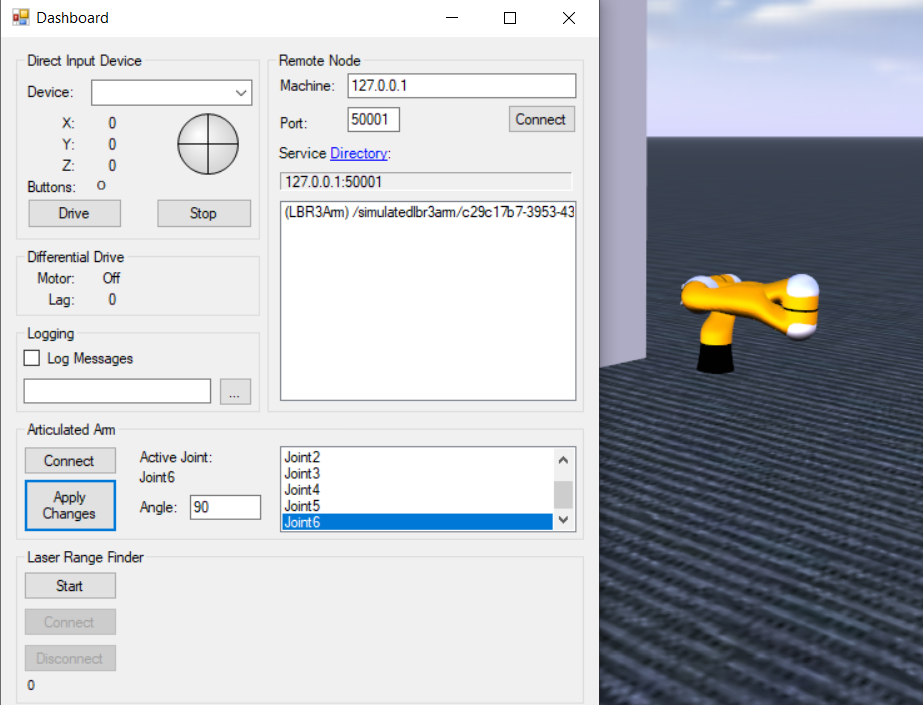 Dashboard
Direct Input Device
Device:
X: 0
Y: 0
Z: 0
Buttons: O
Drive Stop
Differential Drive
Motor: Off
Lag: 0
Logging
Log Messages
...
Remote Node
Machine: 127.0.0.1
Port: 50001 Connect
Service Directory:
127.0.0.1:50001
(LBR3Arm) /simulatedlbr3arm/c29c17b7-3953-43
Articulated Arm
Connect
Apply
Changes
Active Joint:
Joint6
Angle: 90
Joint2
Joint3
Joint4
Joint5
Joint6
Laser Range Finder
Start
Connect
Disconnect
0